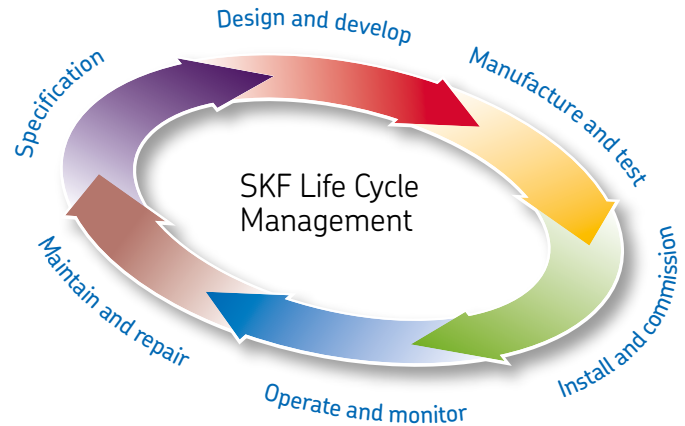 Design and develop
Manufacture and test
Specification
SKF Life Cycle
Management
Install and commission
Maintain and repair
Operate and monitor